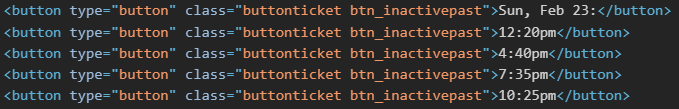 <button type="button" class="buttonticket btn_inactivepast">Sun, Feb 23:</button>
<button type="button" class="buttonticket btn_inactivepast">12:20pm</button>
<button type="button" class="buttonticket btn_inactivepast">4:40pm</button>
<button type="button" class="buttonticket btn_inactivepast">7:35pm</button>
<button type="button" class="buttonticket btn_inactivepast">10:25pm</button>